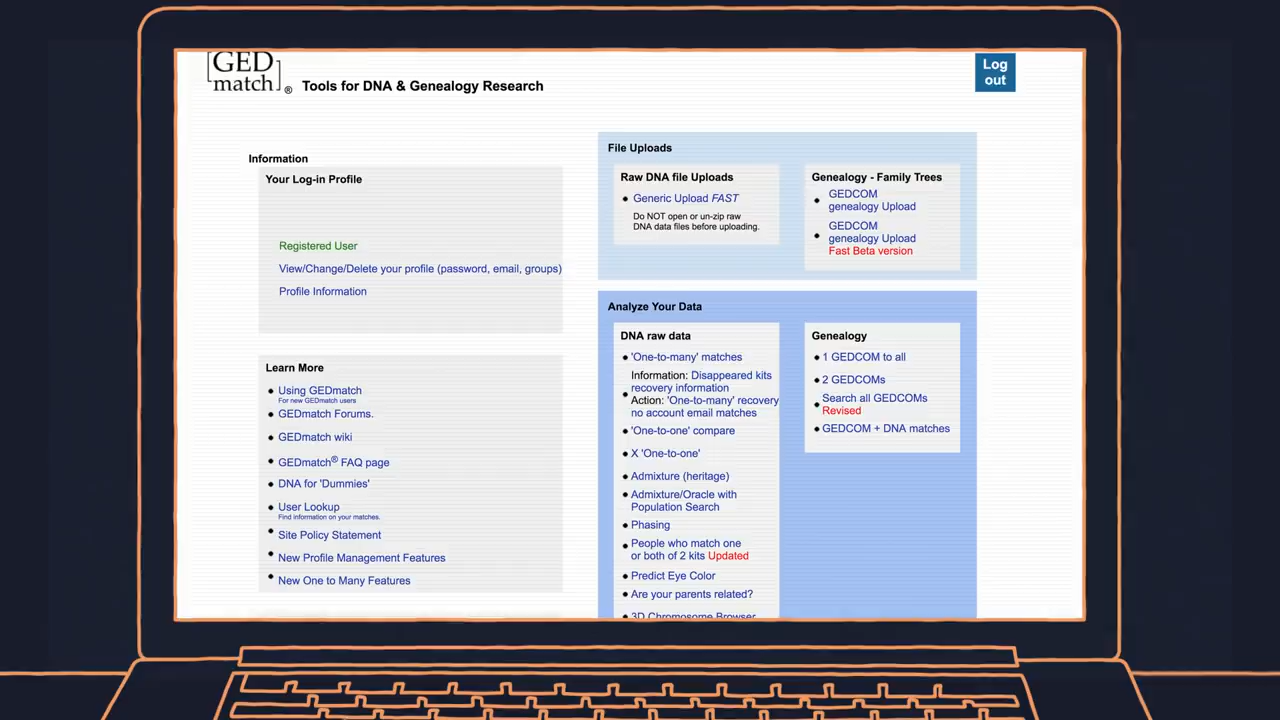 GED
match ®
Tools for DNA & Genealogy Research
Log
out
Information
Your Log-in Profile
Registered User
View/Change/Delete your profile (password, email, groups)
Profile Information
Learn More
Using GEDmatch
For new GEDmatch users
GEDmatch Forums.
GEDmatch wiki
GEDmatch® FAQ page
DNA for 'Dummies'
User Lookup
Find information on your matches.
Site Policy Statement
New Profile Management Features
New One to Many Features
File Uploads
Raw DNA file Uploads
Generic Upload FAST
Do NOT open or un-zip raw
DNA data files before uploading.
Genealogy - Family Trees
GEDCOM
genealogy Upload
GEDCOM
genealogy Upload
Fast Beta version
Analyze Your Data
DNA raw data
'One-to-many' matches
Information: Disappeared kits
recovery information
Action: 'One-to-many' recovery
no account email matches
'One-to-one' compare
X 'One-to-one'
Admixture (heritage)
Admixture/Oracle with
Population Search
Phasing
People who match one
or both of 2 kits Updated
Predict Eye Color
Are your parents related?
3D Chromosome Browser
Genealogy
1 GEDCOM to all
2 GEDCOMs
Search all GEDCOMs
Revised
GEDCOM + DNA matches